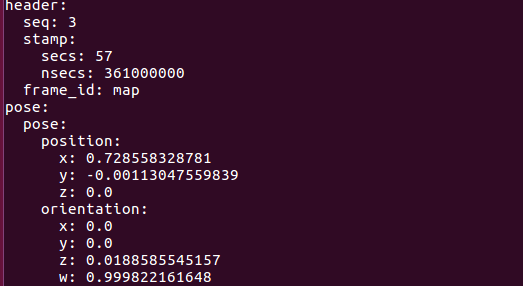 header:
  seq: 3
  stamp:
    secs: 57
    nsecs: 361000000
  frame_id: map
pose:
  pose:
    position:
      x: 0.728558328781
      y: -0.00113047559839
      z: 0.0
    orientation:
      x: 0.0
      y: 0.0
      z: 0.0188585545157
      w: 0.999822161648